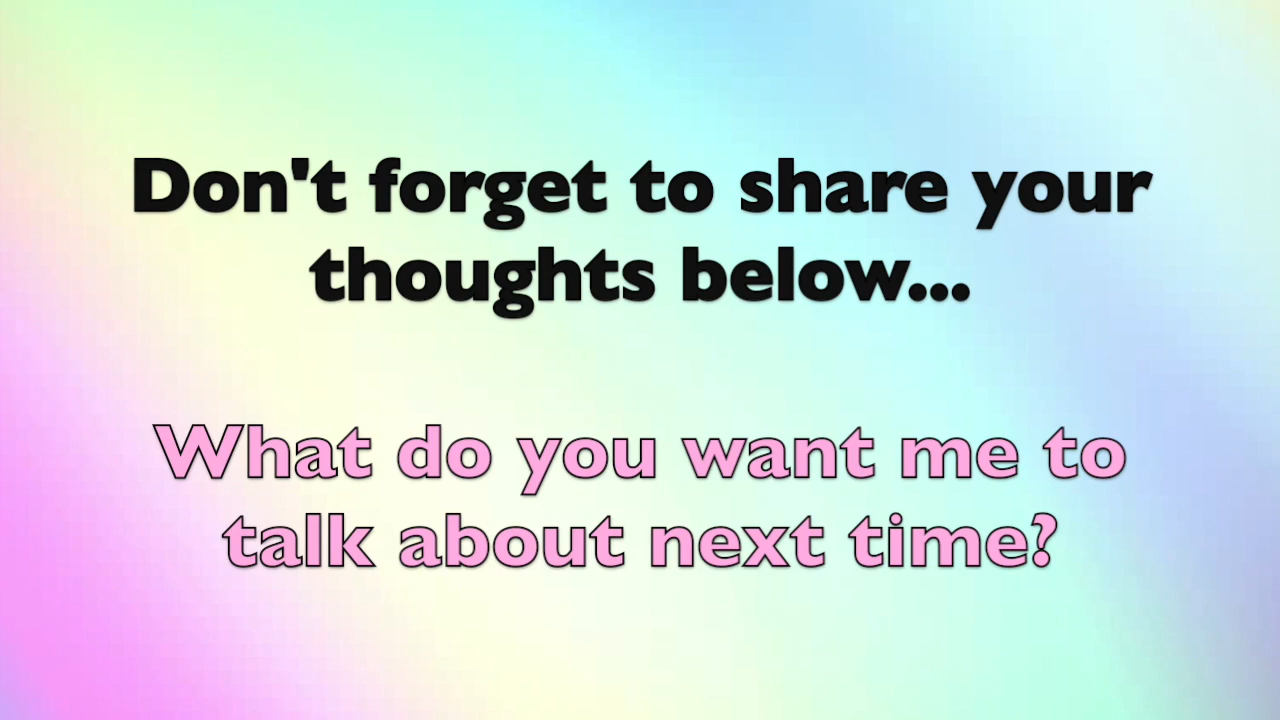 Don't forget to share your
thoughts below...
What do you want me to
talk about next time?